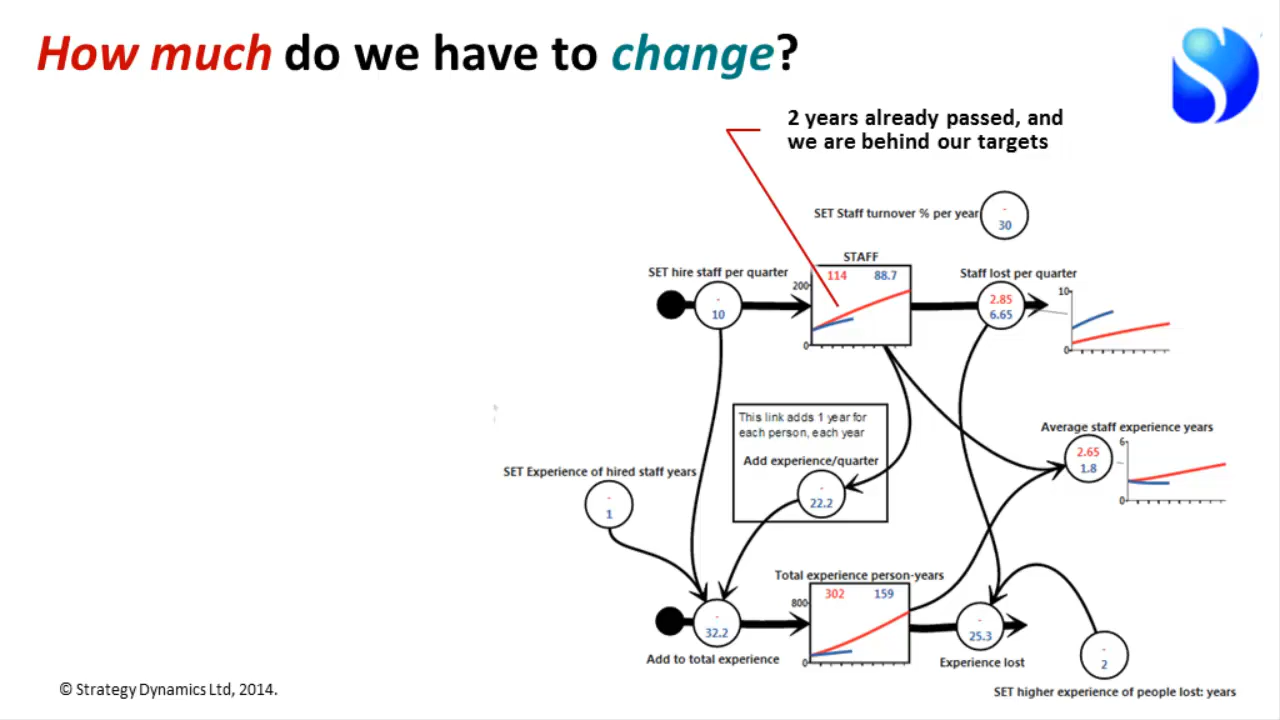 How much do we have to change?
2 years already passed, and
we are behind our targets
SET Staff turnover % per year
-
30
STAFF
SET hire staff per quarter
114 88.7
Staff lost per quarter
200
0
-
10
2.85
6.65
10
0
This link adds 1 year for
each person, each year
Add experience/quarter
-
22.2
Average staff experience years
2.65
1.8
6
0
SET Experience of hired staff years
-
1
Total experience person-years
302 159
800
0
-
32.2
Add to total experience
-
25.3
Experience lost
-
2
SET higher experience of people lost: years
© Strategy Dynamics Ltd, 2014.